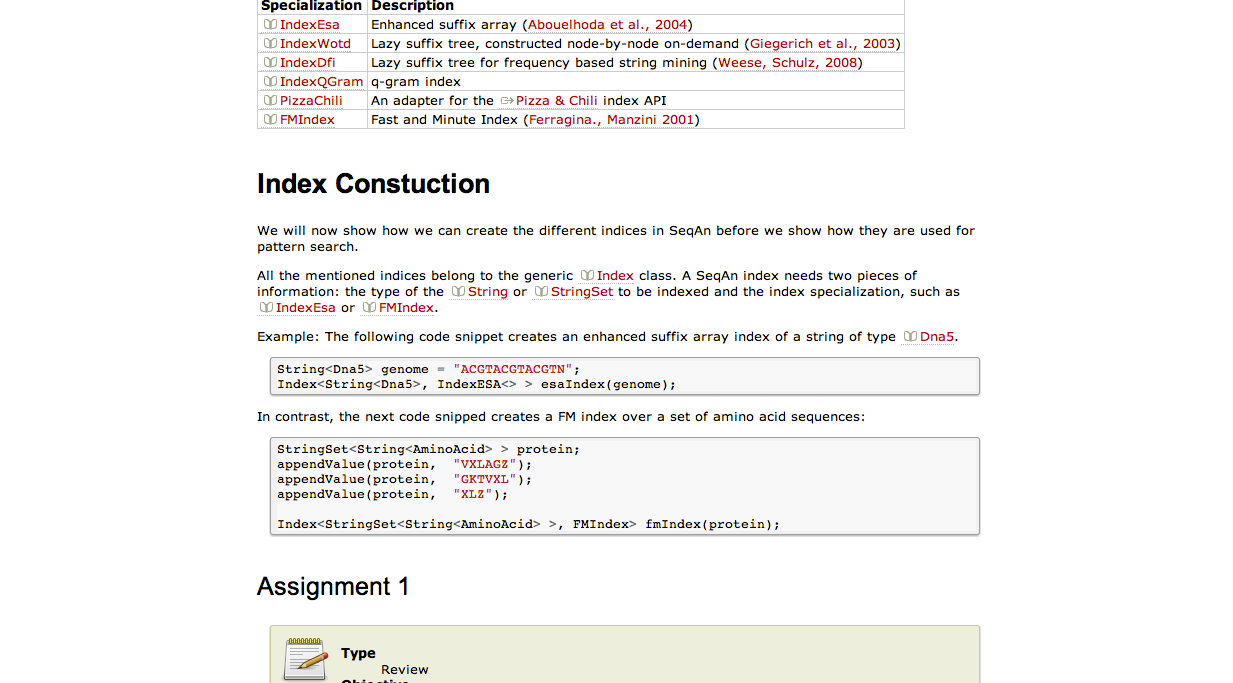 Specialization Description
IndexEsa Enhanced suffix array (Abouelhoda et al., 2004)
IndexWotd Lazy suffix tree, constructed node-by-node on-demand (Giegerich et al., 2003)
IndexDfi Lazy suffix tree for frequency based string mining (Weese, Schulz, 2008)
IndexQGram q-gram index
PizzaChili An adapter for the Pizza & Chili index API
FMIndex Fast and Minute Index (Ferragina., Manzini 2001)
Index Constuction
We will now show how we can create the different indices in SeqAn before we show how they are used for
pattern search.
All the mentioned indices belong to the generic Index class. A SeqAn index needs two pieces of
information: the type of the String or StringSet to be indexed and the index specialization, such as
IndexEsa or FMIndex.
Example: The following code snippet creates an enhanced suffix array index of a string of type Dna5.
String<Dna5> genome = "ACGTACGTACGTN";
Index<String<Dna5>, IndexESA<> > esaIndex(genome);
In contrast, the next code snipped creates a FM index over a set of amino acid sequences:
StringSet<String<AminoAcid> > protein;
appendValue(protein,  "VXLAGZ");
appendValue(protein,  "GKTVXL");
appendValue(protein,  "XLZ");
Index<StringSet<String<AminoAcid> >, FMIndex> fmIndex(protein);
Assignment 1
Type
Review
Objective